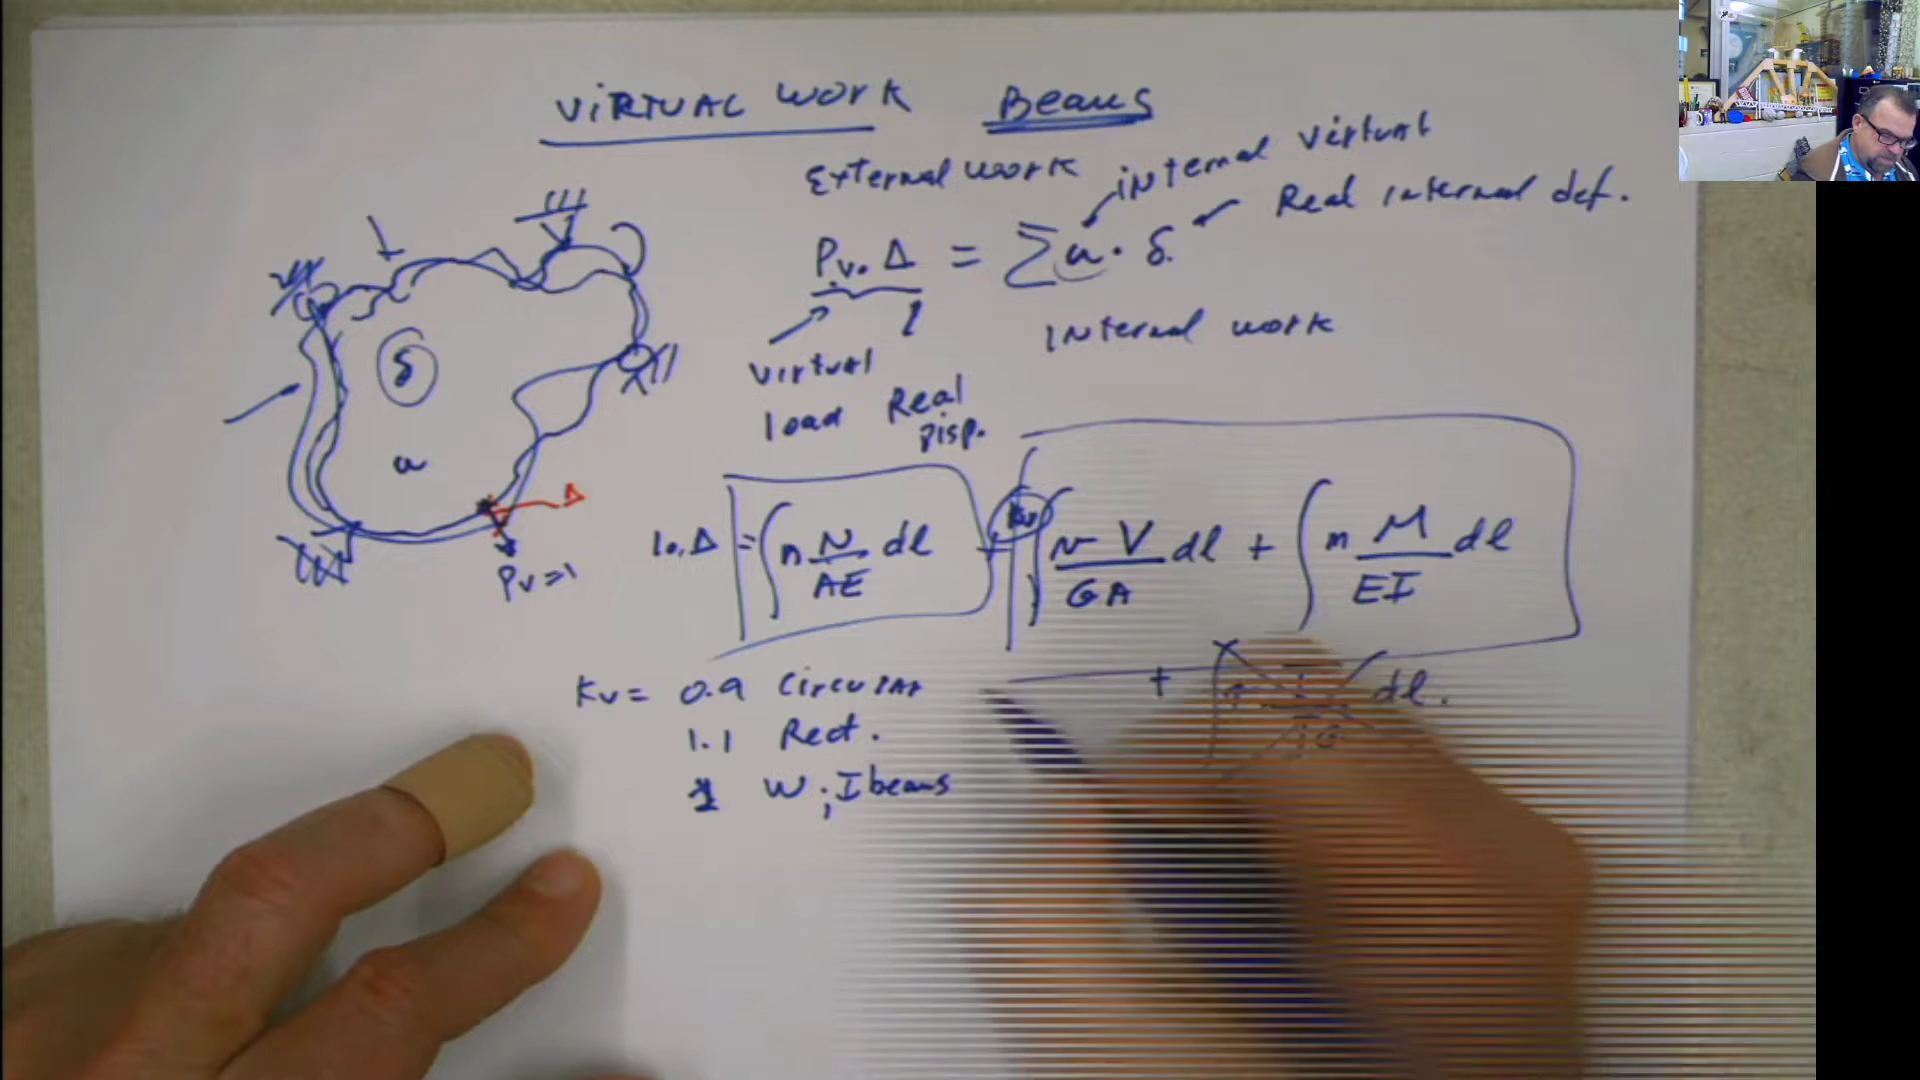 VIRTUAL WORK Beams
External work internal virtual
Pv. Δ = Σ u · δ Real internal def.
Internal work
virtual
load Real
Disp.
δ
u
Δ
Pv=1
1.Δ = ∫ n N/AE dl + Kv ∫ v V/GA dl + ∫ m M/EI dl
+ ∫ dl.
Kv = 0.9 Circular
1.1 Rect.
1 W; I beams